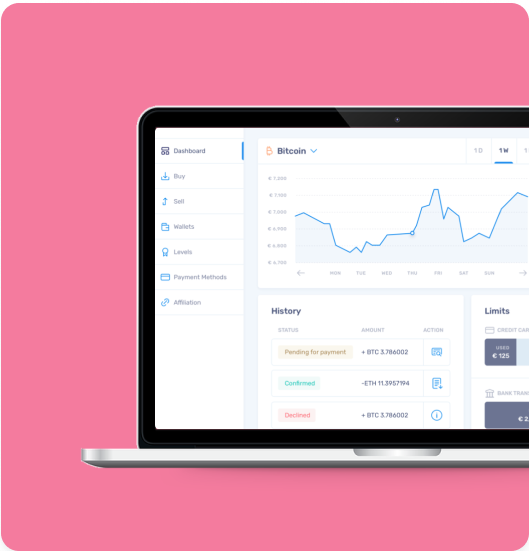 Dashboard
Buy
Sell
Wallets
Levels
Payment Methods
Affiliation
Bitcoin
1D 1W 1
€ 7,200
€ 7,100
€ 7,000
€ 6,900
€ 6,800
€ 6,700
MON TUE WED THU FRI SAT SUN
History
STATUS AMOUNT ACTION
Pending for payment + BTC 3.786002
Confirmed -ETH 11.3957194
Declined + BTC 3.786002
Limits
CREDIT CAR
USED
€ 125
BANK TRAN
€ 2